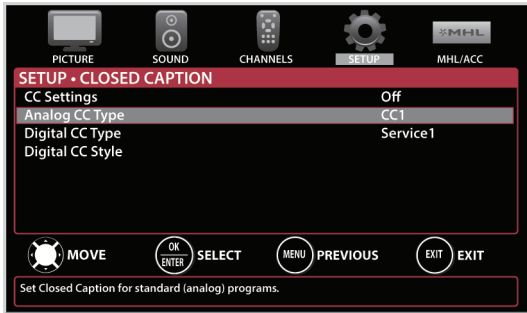 MHL
PICTURE SOUND CHANNELS SETUP MHL/ACC
SETUP • CLOSED CAPTION
CC Settings Off
Analog CC Type CC1
Digital CC Type Service1
Digital CC Style
MOVE OK ENTER SELECT MENU PREVIOUS EXIT EXIT
Set Closed Caption for standard (analog) programs.